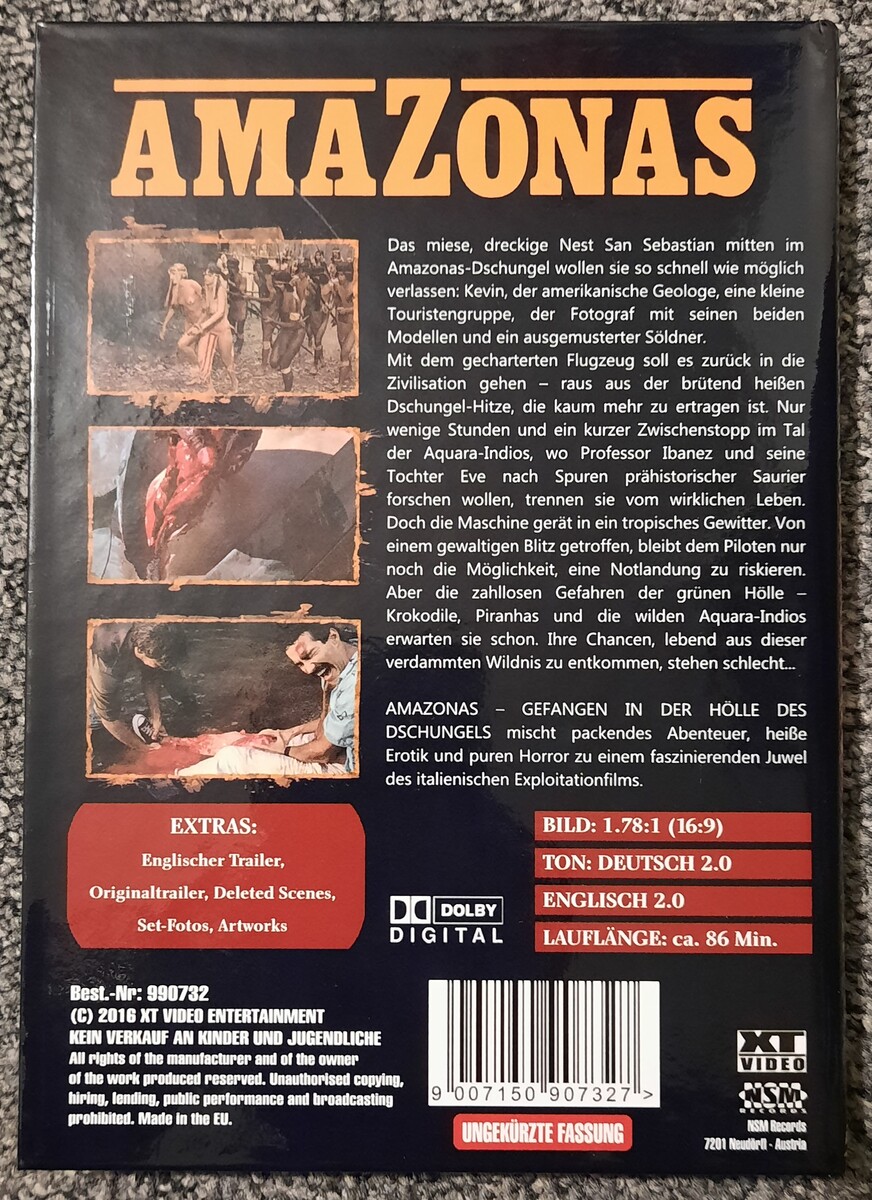 AMAZONAS
Das miese, dreckige Nest San Sebastian mitten im
Amazonas-Dschungel wollen sie so schnell wie möglich
verlassen: Kevin, der amerikanische Geologe, eine kleine
Touristengruppe, der Fotograf mit seinen beiden
Modellen und ein ausgemusterter Söldner.
Mit dem gecharterten Flugzeug soll es zurück in die
Zivilisation gehen – raus aus der brütend heißen
Dschungel-Hitze, die kaum mehr zu ertragen ist. Nur
wenige Stunden und ein kurzer Zwischenstopp im Tal
der Aquara-Indios, wo Professor Ibanez und seine
Tochter Eve nach Spuren prähistorischer Saurier
forschen wollen, trennen sie vom wirklichen Leben.
Doch die Maschine gerät in ein tropisches Gewitter. Von
einem gewaltigen Blitz getroffen, bleibt dem Piloten nur
noch die Möglichkeit, eine Notlandung zu riskieren.
Aber die zahllosen Gefahren der grünen Hölle –
Krokodile, Piranhas und die wilden Aquara-Indios
erwarten sie schon. Ihre Chancen, lebend aus dieser
verdammten Wildnis zu entkommen, stehen schlecht...
AMAZONAS – GEFANGEN IN DER HÖLLE DES
DSCHUNGELS mischt packendes Abenteuer, heiße
Erotik und puren Horror zu einem faszinierenden Juwel
des italienischen Exploitationfilms.
EXTRAS:
Englischer Trailer,
Originaltrailer, Deleted Scenes,
Set-Fotos, Artworks
DOLBY
DIGITAL
BILD: 1.78:1 (16:9)
TON: DEUTSCH 2.0
ENGLISCH 2.0
LAUFLÄNGE: ca. 86 Min.
Best.-Nr: 990732
(C) 2016 XT VIDEO ENTERTAINMENT
KEIN VERKAUF AN KINDER UND JUGENDLICHE
All rights of the manufacturer and of the owner
of the work produced reserved. Unauthorised copying,
hiring, lending, public performance and broadcasting
prohibited. Made in the EU.
9 007150 907327 >
UNGEKÜRZTE FASSUNG
XT
VIDEO
NSM
RECORDS
NSM Records
7201 Neudörfl - Austria